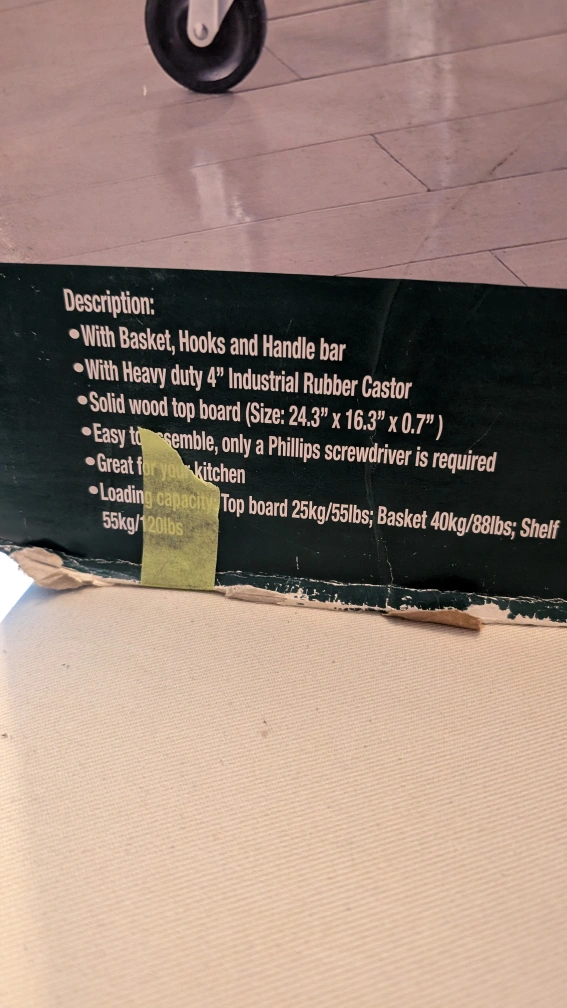 Description:
•With Basket, Hooks and Handle bar
•With Heavy duty 4" Industrial Rubber Castor
•Solid wood top board (Size: 24.3" x 16.3" x 0.7" )
•Easy to assemble, only a Phillips screwdriver is required
•Great for your kitchen
•Loading capacity: Top board 25kg/55lbs; Basket 40kg/88lbs; Shelf
55kg/120lbs